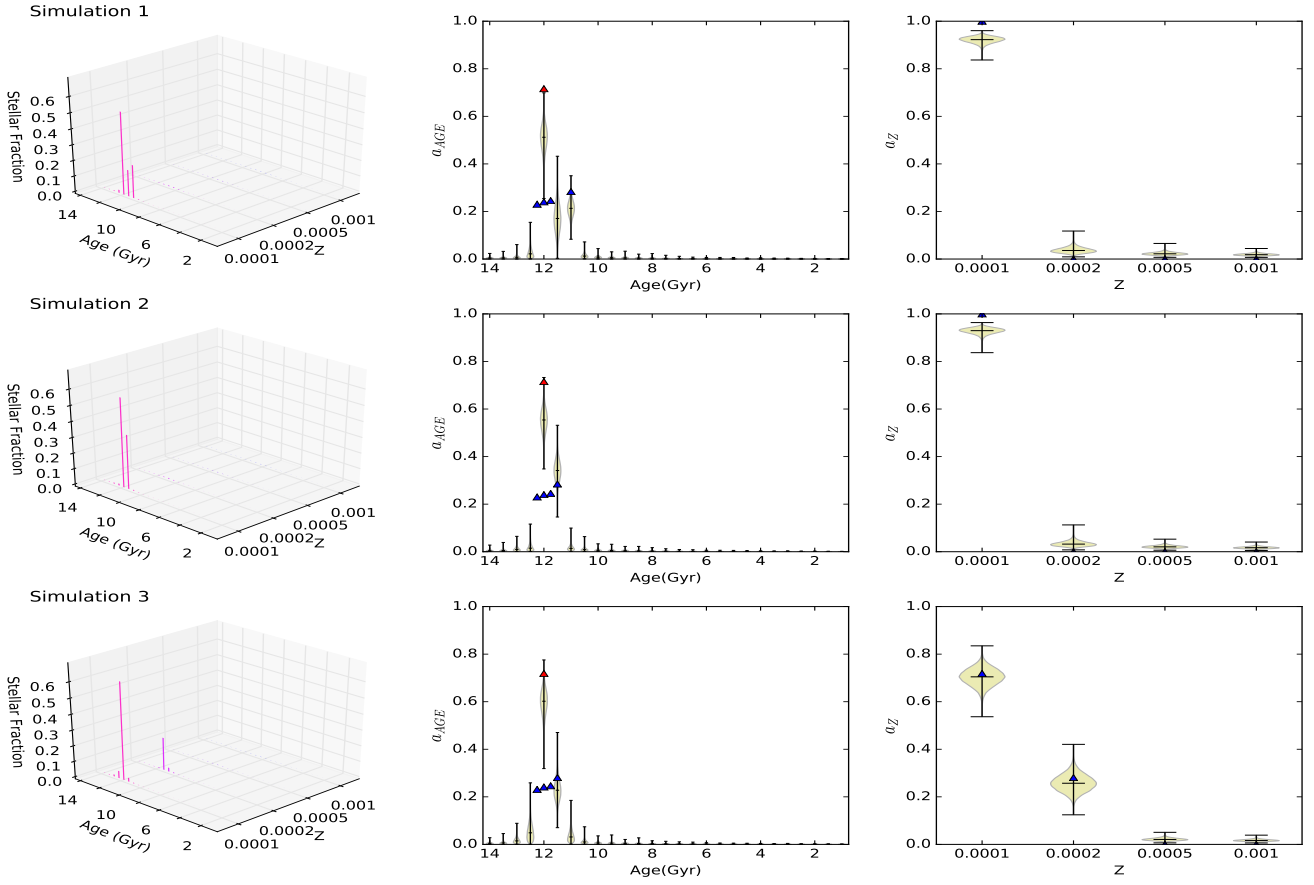 Simulation 1
Stellar Fraction
0.6
0.5
0.4
0.3
0.2
0.1
0.0
14
10
6
2
Age (Gyr)
0.0001
0.0002
0.0005
0.001
Z
a_AGE
1.0
0.8
0.6
0.4
0.2
0.0
14 12 10 8 6 4 2
Age(Gyr)
a_Z
1.0
0.8
0.6
0.4
0.2
0.0
0.0001 0.0002 0.0005 0.001
Z
Simulation 2
Stellar Fraction
0.6
0.5
0.4
0.3
0.2
0.1
0.0
14
10
6
2
Age (Gyr)
0.0001
0.0002
0.0005
0.001
Z
a_AGE
1.0
0.8
0.6
0.4
0.2
0.0
14 12 10 8 6 4 2
Age(Gyr)
a_Z
1.0
0.8
0.6
0.4
0.2
0.0
0.0001 0.0002 0.0005 0.001
Z
Simulation 3
Stellar Fraction
0.6
0.5
0.4
0.3
0.2
0.1
0.0
14
10
6
2
Age (Gyr)
0.0001
0.0002
0.0005
0.001
Z
a_AGE
1.0
0.8
0.6
0.4
0.2
0.0
14 12 10 8 6 4 2
Age(Gyr)
a_Z
1.0
0.8
0.6
0.4
0.2
0.0
0.0001 0.0002 0.0005 0.001
Z